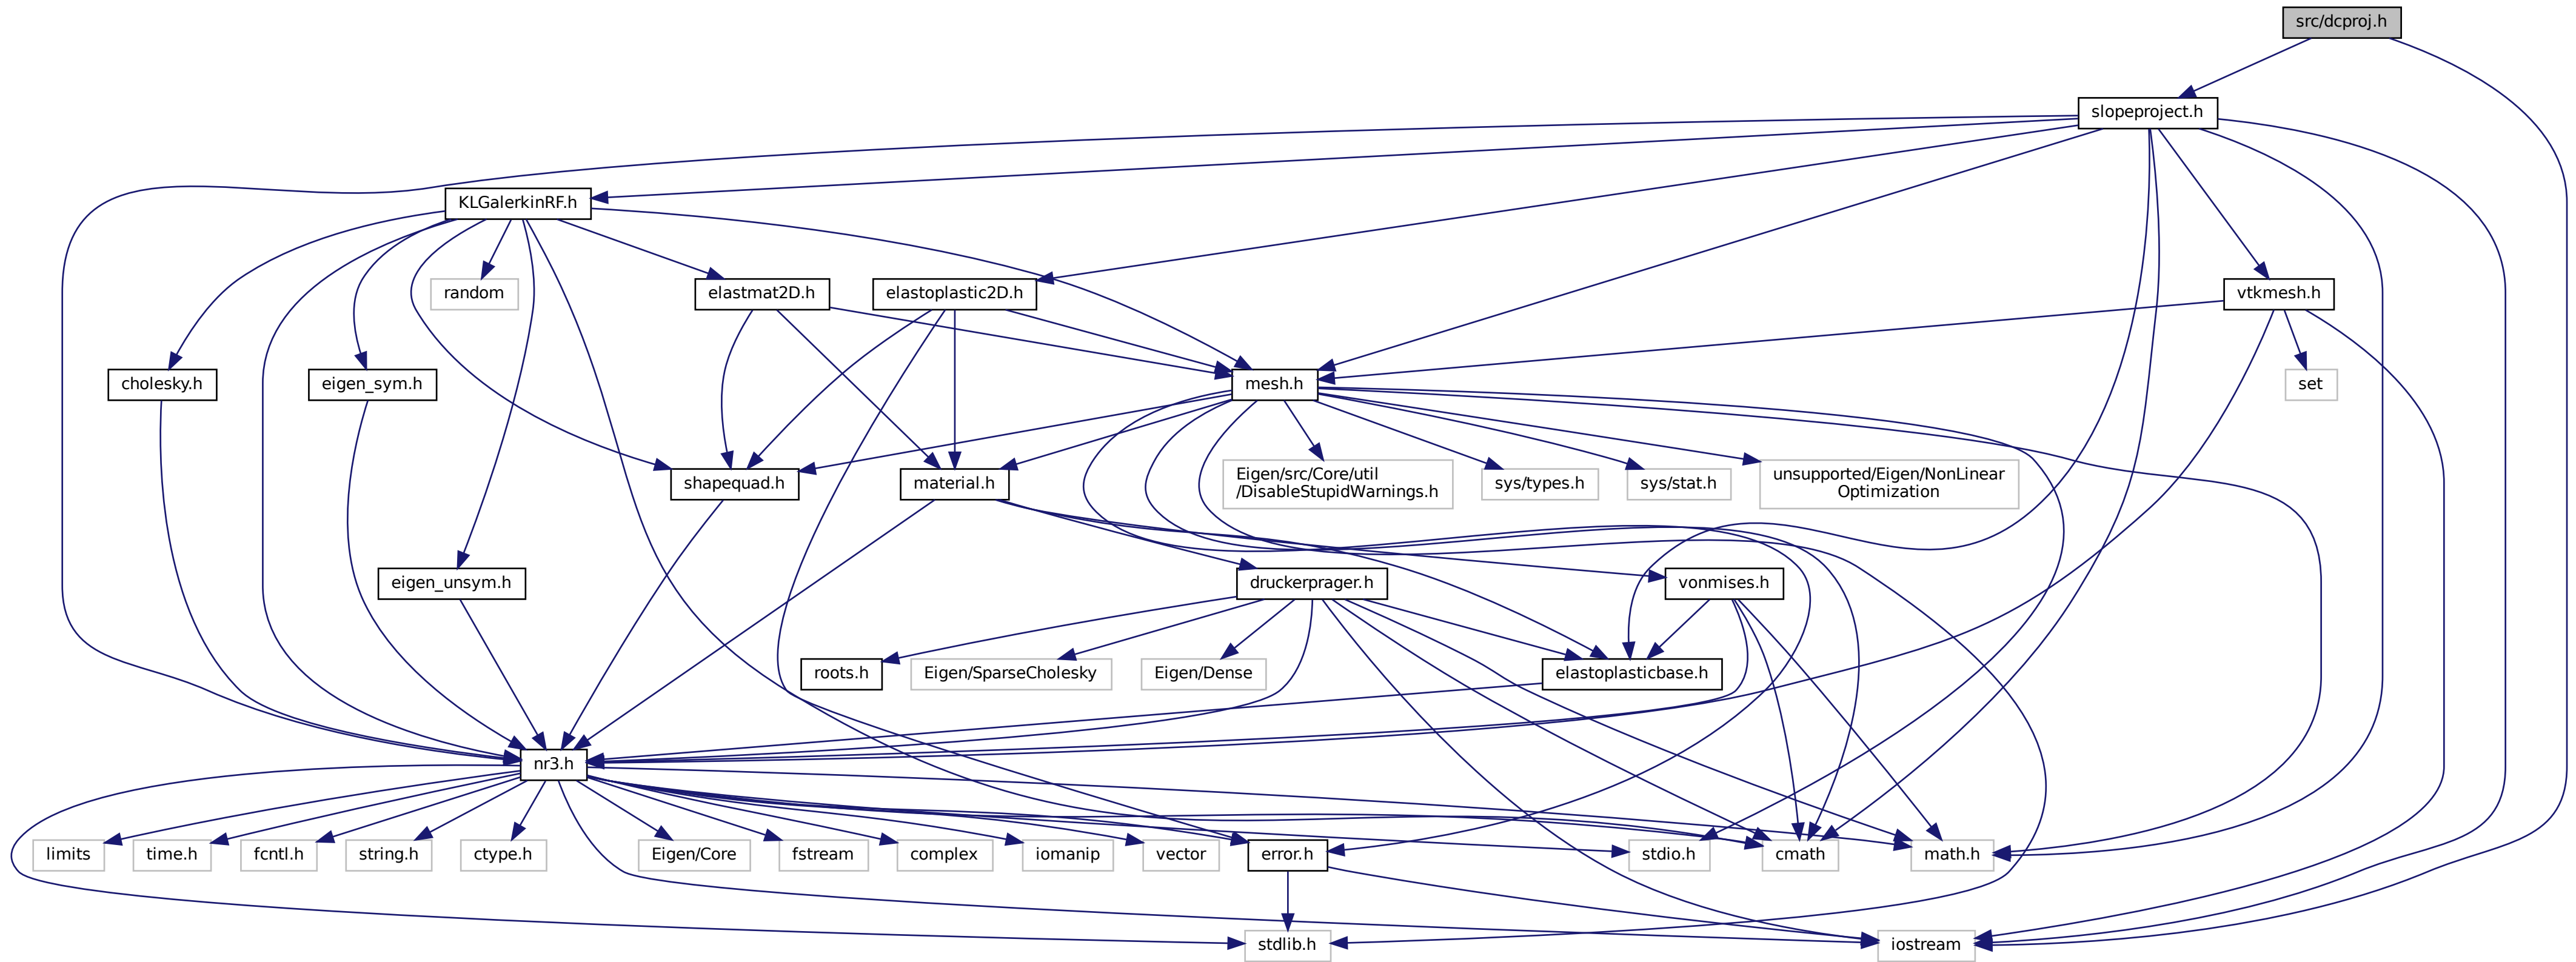 src/dcproj.h
slopeproject.h
KLGalerkinRF.h
random
elastmat2D.h
elastoplastic2D.h
vtkmesh.h
cholesky.h
eigen_sym.h
mesh.h
set
shapequad.h
material.h
Eigen/src/Core/util
/DisableStupidWarnings.h
sys/types.h
sys/stat.h
unsupported/Eigen/NonLinear
Optimization
eigen_unsym.h
druckerprager.h
vonmises.h
roots.h
Eigen/SparseCholesky
Eigen/Dense
elastoplasticbase.h
nr3.h
limits
time.h
fcntl.h
string.h
ctype.h
Eigen/Core
fstream
complex
iomanip
vector
error.h
stdio.h
cmath
math.h
stdlib.h
iostream